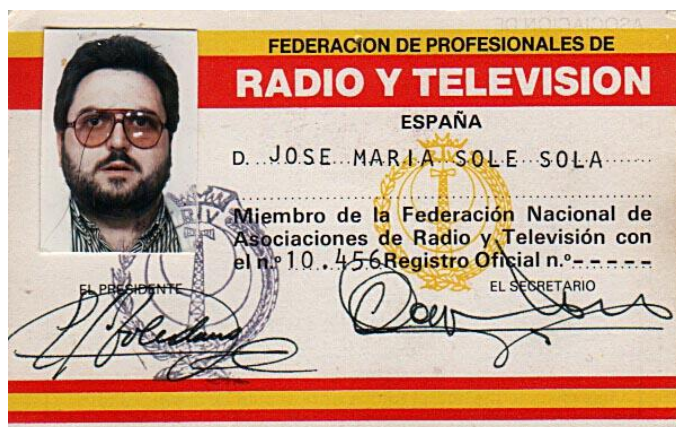 FEDERACION DE PROFESIONALES DE
RADIO Y TELEVISION
ESPAÑA
D. JOSE MARIA SOLE SOLA
Miembro de la Federación Nacional de
Asociaciones de Radio y Televisión con
el n.º 10.456 Registro Oficial n.º -----
EL PRESIDENTE
EL SECRETARIO
RTV